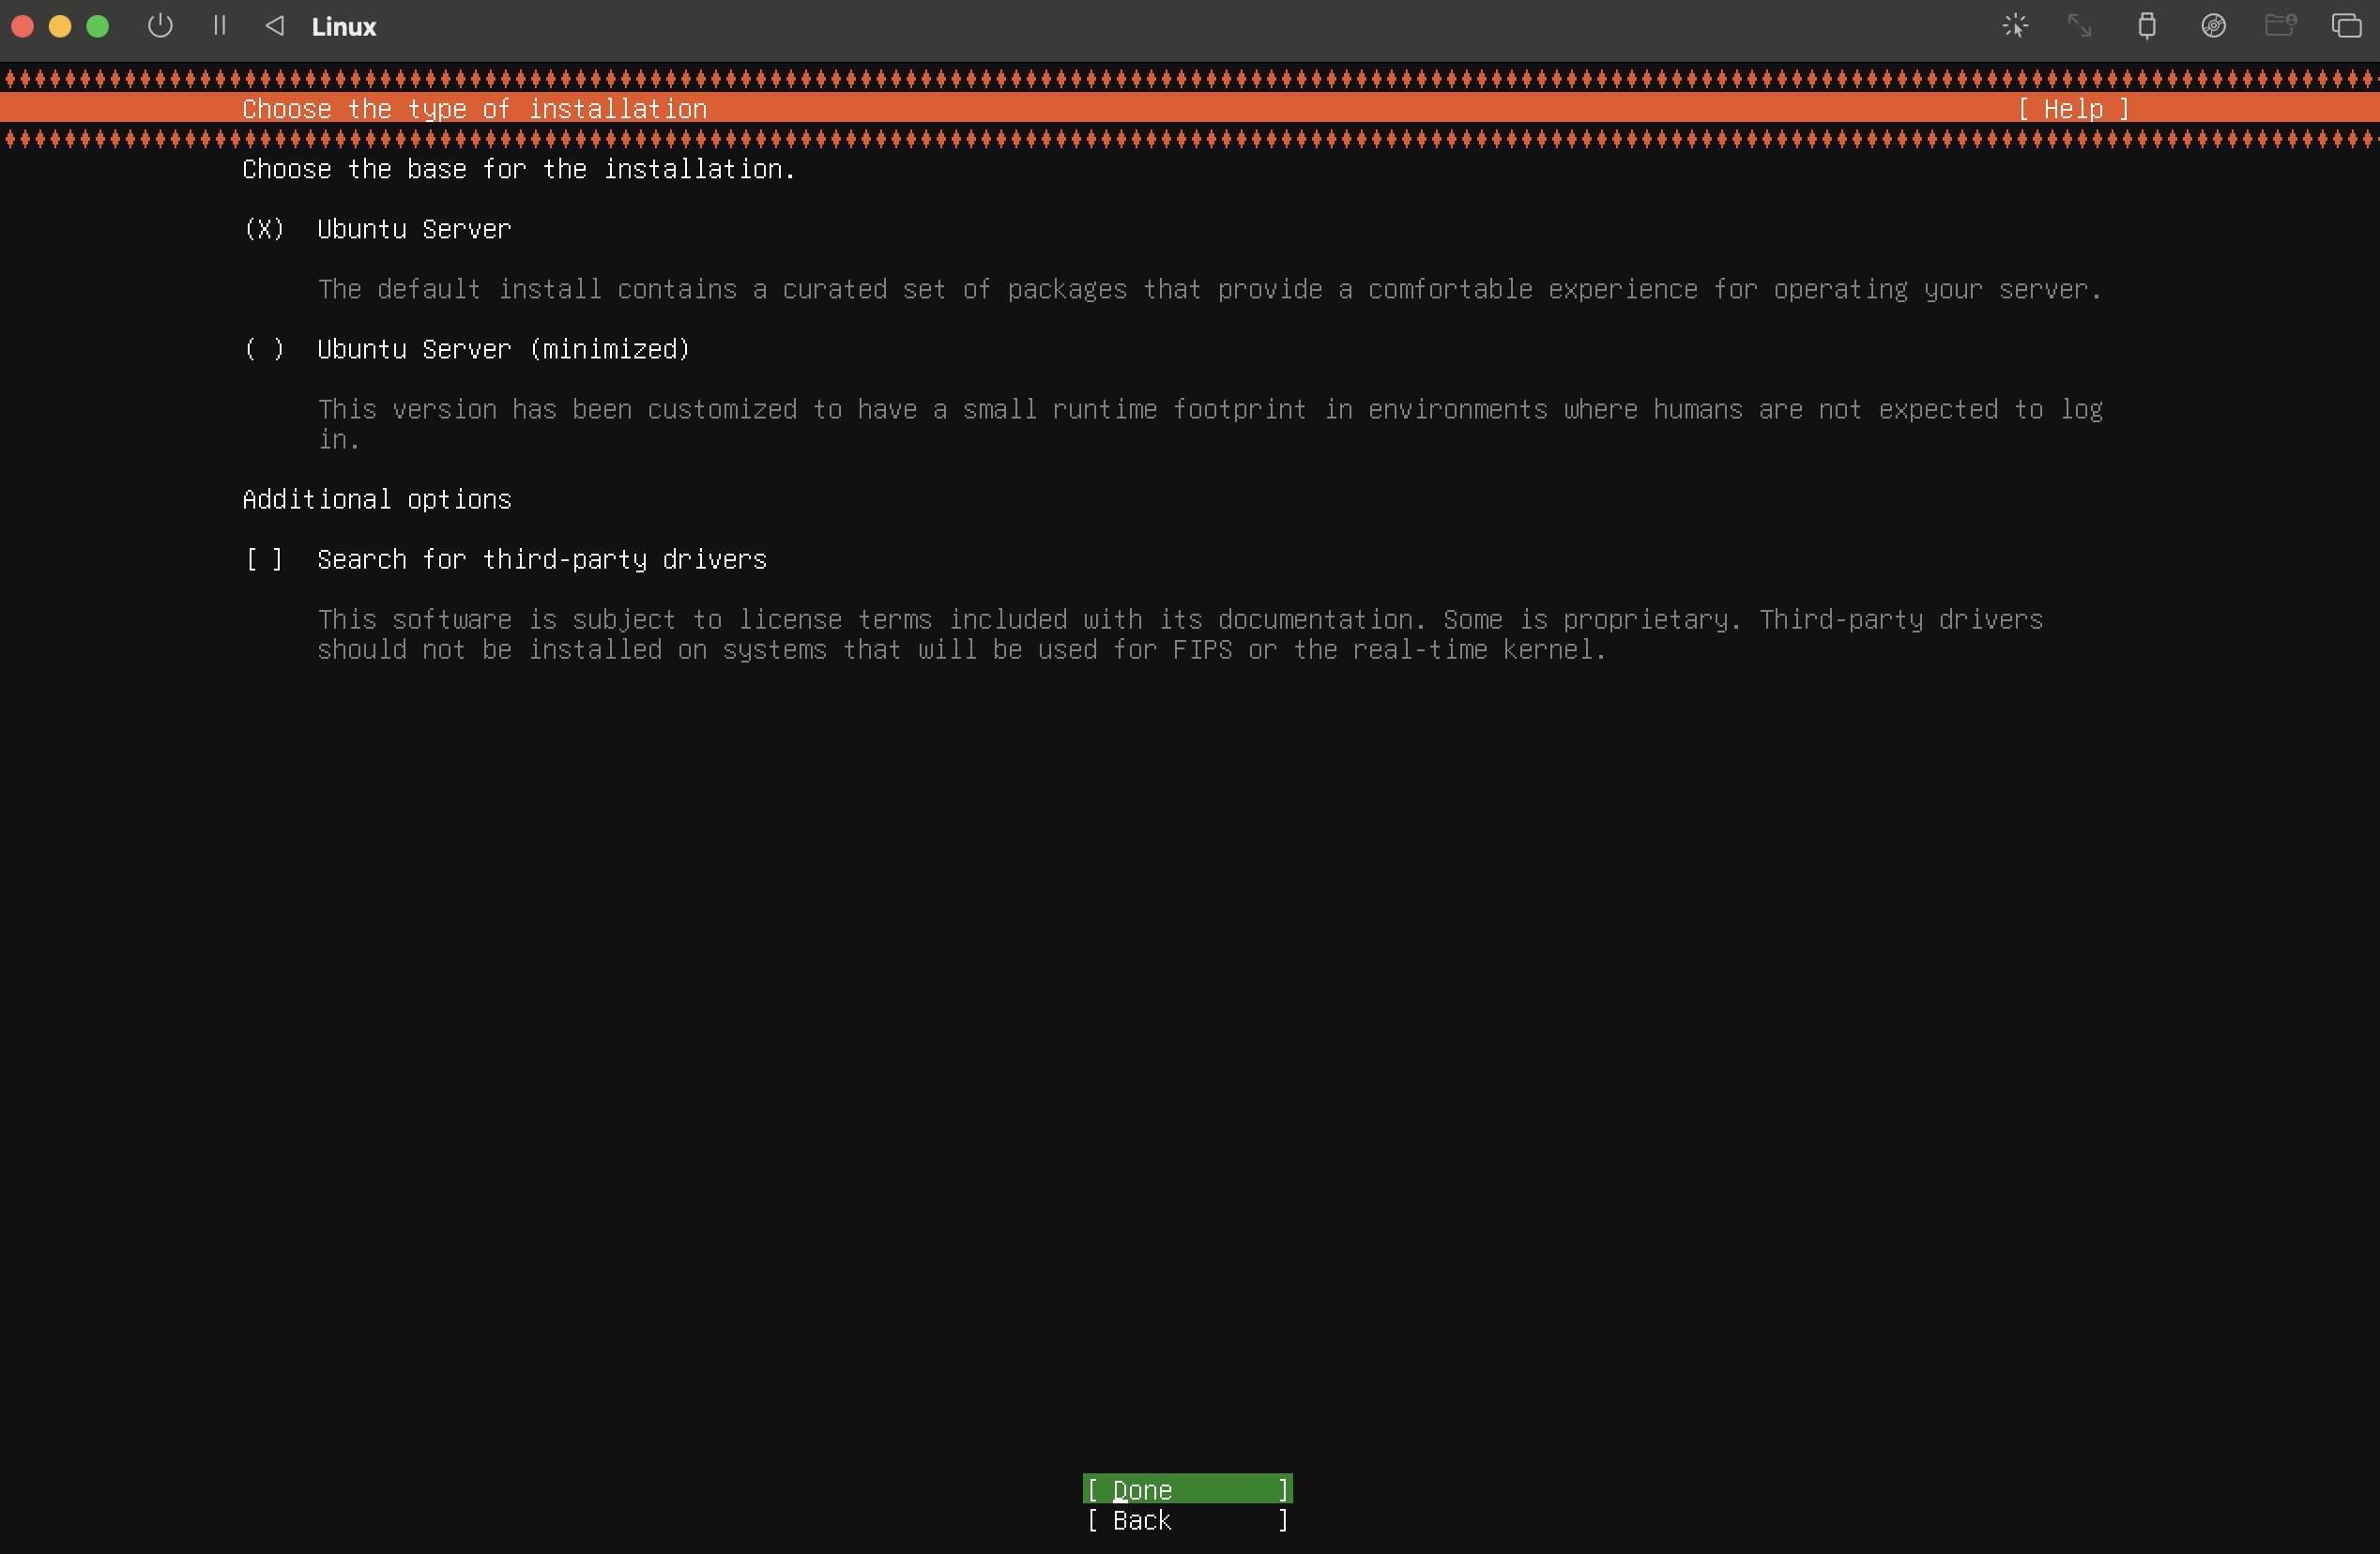 Linux
Choose the type of installation [ Help ]
Choose the base for the installation.
(X) Ubuntu Server
The default install contains a curated set of packages that provide a comfortable experience for operating your server.
( ) Ubuntu Server (minimized)
This version has been customized to have a small runtime footprint in environments where humans are not expected to log
in.
Additional options
[ ] Search for third-party drivers
This software is subject to license terms included with its documentation. Some is proprietary. Third-party drivers
should not be installed on systems that will be used for FIPS or the real-time kernel.
[ Done ]
[ Back ]